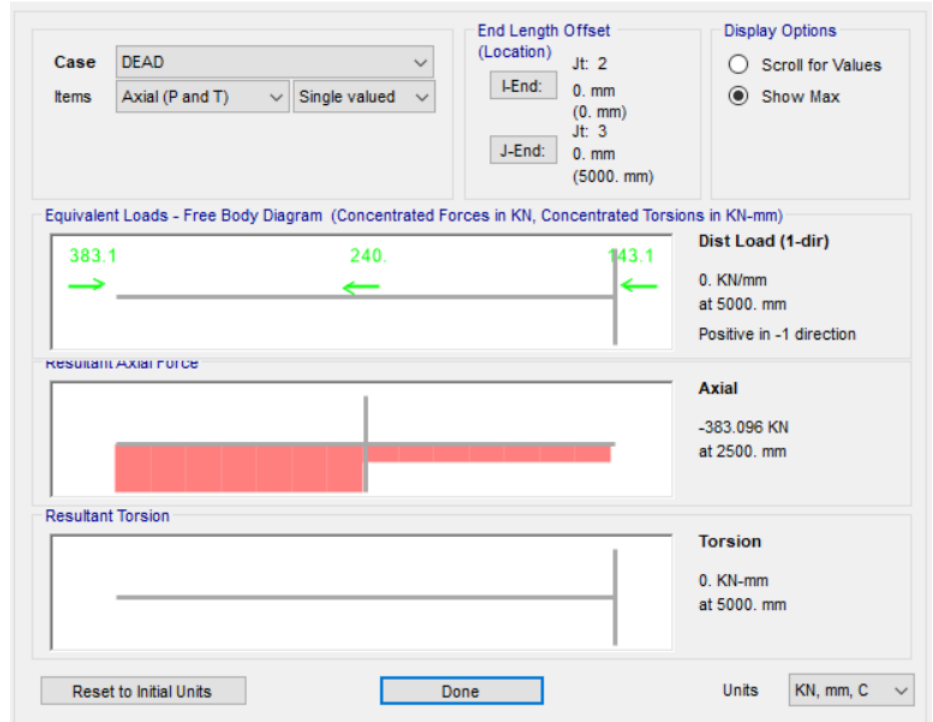 Case DEAD
Items Axial (P and T) Single valued
End Length Offset
(Location)
Jt: 2
I-End: 0. mm
(0. mm)
Jt: 3
J-End: 0. mm
(5000. mm)
Display Options
Scroll for Values
Show Max
Equivalent Loads - Free Body Diagram (Concentrated Forces in KN, Concentrated Torsions in KN-mm)
383.1 240. 143.1
Dist Load (1-dir)
0. KN/mm
at 5000. mm
Positive in -1 direction
Resultant Axial Force
Axial
-383.096 KN
at 2500. mm
Resultant Torsion
Torsion
0. KN-mm
at 5000. mm
Reset to Initial Units Done Units KN, mm, C